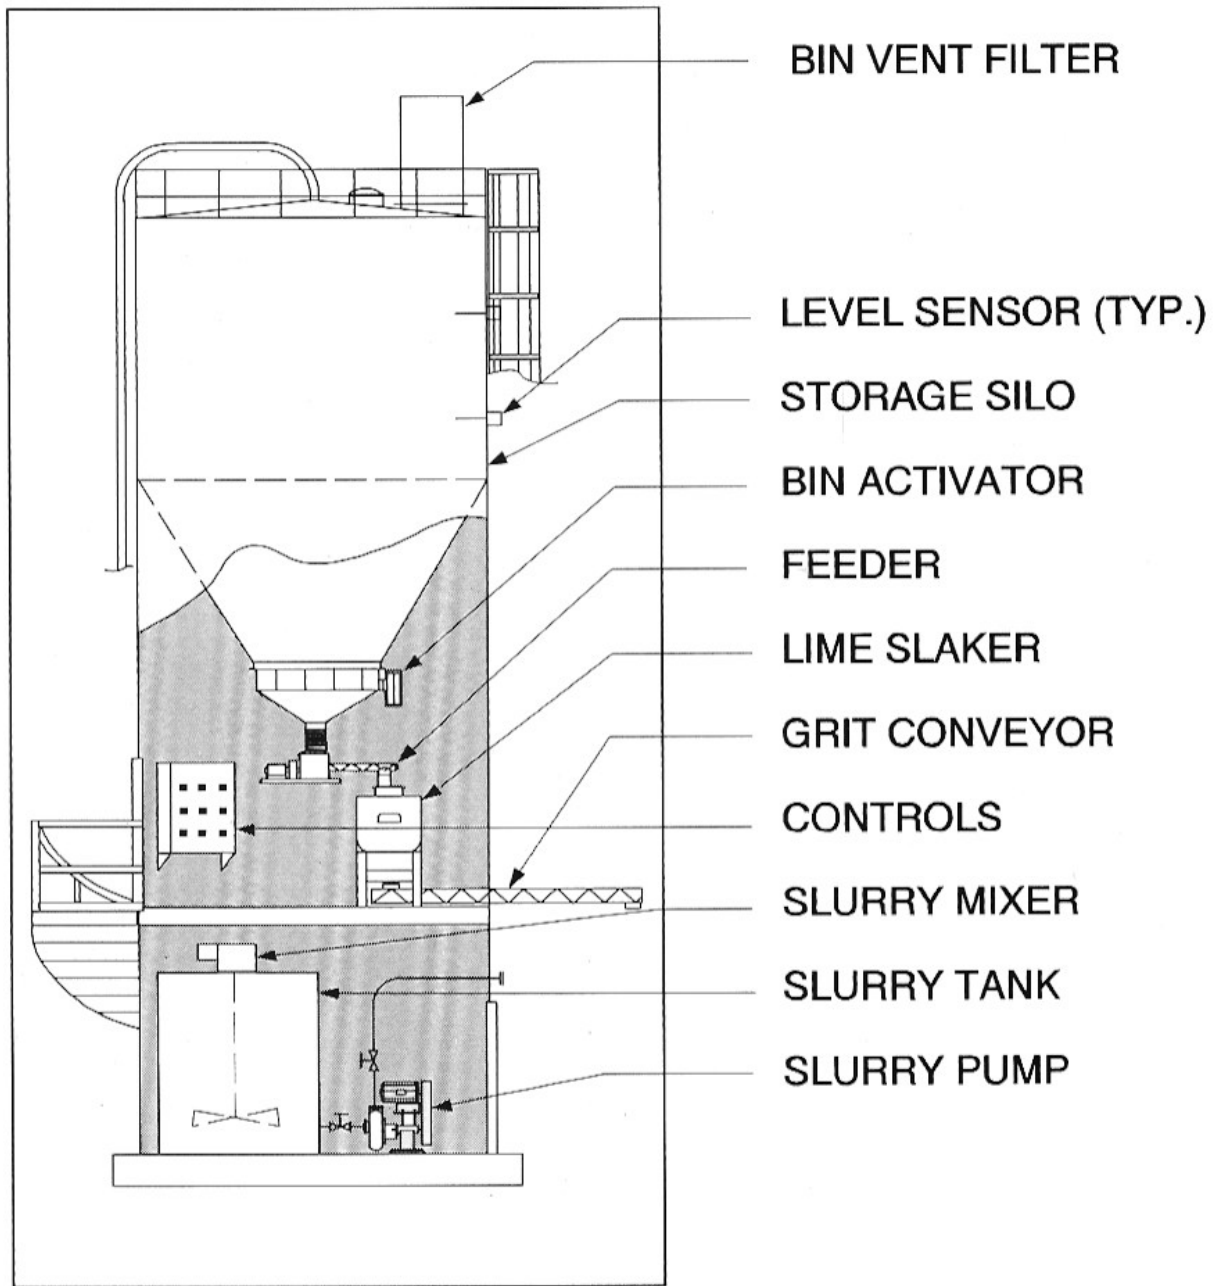 BIN VENT FILTER
LEVEL SENSOR (TYP.)
STORAGE SILO
BIN ACTIVATOR
FEEDER
LIME SLAKER
GRIT CONVEYOR
CONTROLS
SLURRY MIXER
SLURRY TANK
SLURRY PUMP